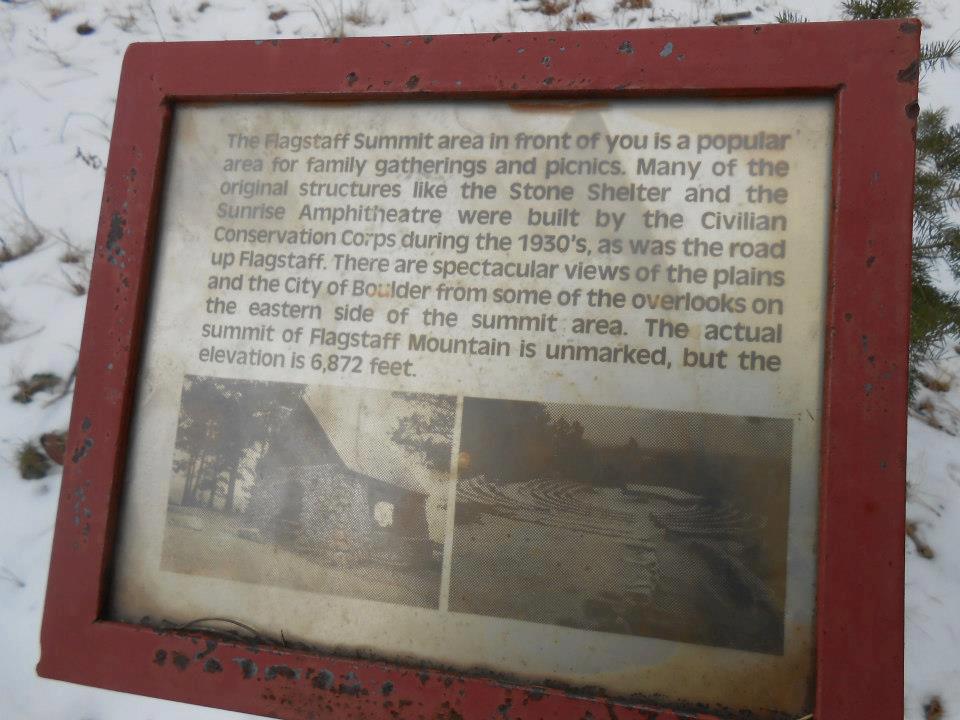 The Flagstaff Summit area in front of you is a popular
area for family gatherings and picnics. Many of the
original structures like the Stone Shelter and the
Sunrise Amphitheatre were built by the Civilian
Conservation Corps during the 1930's, as was the road
up Flagstaff. There are spectacular views of the plains
and the City of Boulder from some of the overlooks on
the eastern side of the summit area. The actual
summit of Flagstaff Mountain is unmarked, but the
elevation is 6,872 feet.